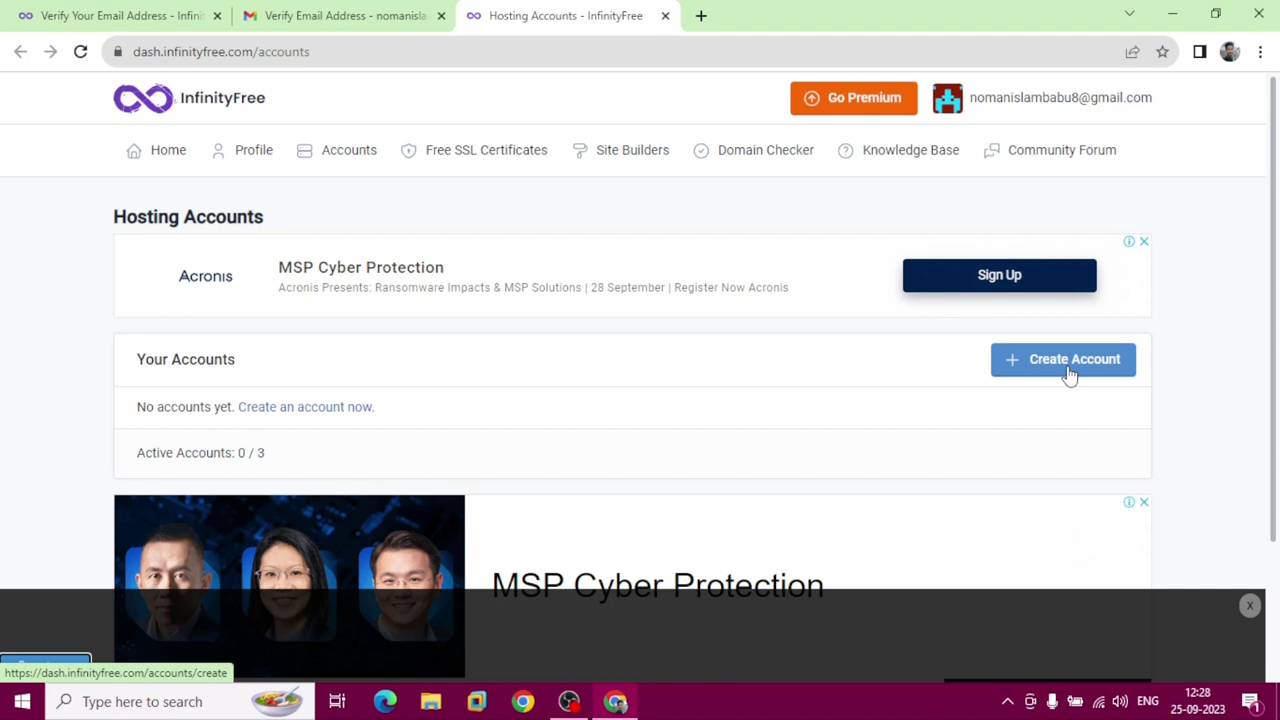 Verify Your Email Address - Infini
Verify Email Address - nomanisla
Hosting Accounts - InfinityFree
dash.infinityfree.com/accounts
InfinityFree
Go Premium
nomanislambabu8@gmail.com
Home
Profile
Accounts
Free SSL Certificates
Site Builders
Domain Checker
Knowledge Base
Community Forum
Hosting Accounts
Acronis
MSP Cyber Protection
Acronis Presents: Ransomware Impacts & MSP Solutions | 28 September | Register Now Acronis
Sign Up
Your Accounts
+ Create Account
No accounts yet. Create an account now.
Active Accounts: 0 / 3
MSP Cyber Protection
x
https://dash.infinityfree.com/accounts/create
Type here to search
ENG
12:28
25-09-2023
1